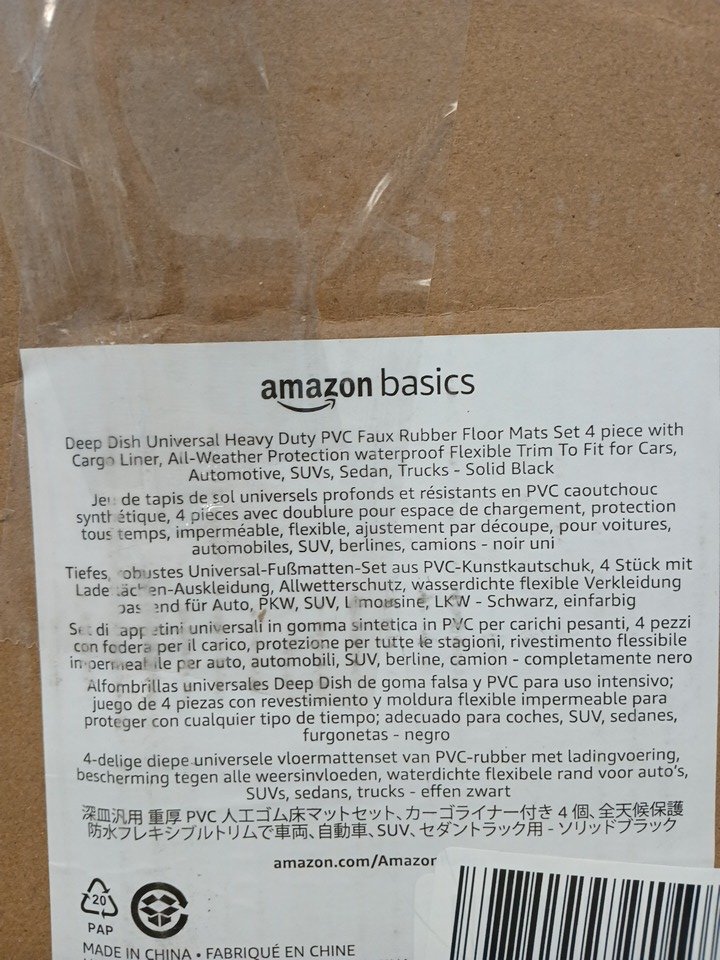 amazon basics
Deep Dish Universal Heavy Duty PVC Faux Rubber Floor Mats Set 4 piece with
Cargo Liner, All-Weather Protection waterproof Flexible Trim To Fit for Cars,
Automotive, SUVs, Sedan, Trucks - Solid Black
Jeu de tapis de sol universels profonds et résistants en PVC caoutchouc
synthétique, 4 pièces avec doublure pour espace de chargement, protection
tous temps, imperméable, flexible, ajustement par découpe, pour voitures,
automobiles, SUV, berlines, camions - noir uni
Tiefes, robustes Universal-Fußmatten-Set aus PVC-Kunstkautschuk, 4 Stück mit
Ladeflächen-Auskleidung, Allwetterschutz, wasserdichte flexible Verkleidung
passend für Auto, PKW, SUV, Limousine, LKW - Schwarz, einfarbig
Set di tappetini universali in gomma sintetica in PVC per carichi pesanti, 4 pezzi
con fodera per il carico, protezione per tutte le stagioni, rivestimento flessibile
impermeabile per auto, automobili, SUV, berline, camion - completamente nero
Alfombrillas universales Deep Dish de goma falsa y PVC para uso intensivo;
juego de 4 piezas con revestimiento y moldura flexible impermeable para
proteger con cualquier tipo de tiempo; adecuado para coches, SUV, sedanes,
furgonetas - negro
4-delige diepe universele vloermattenset van PVC-rubber met ladingvoering,
bescherming tegen alle weersinvloeden, waterdichte flexibele rand voor auto's,
SUVs, sedans, trucks - effen zwart
深皿汎用 重厚 PVC 人工ゴム床マットセット、カーゴライナー付き 4 個、全天候保護
防水フレキシブルトリムで車両、自動車、SUV、セダントラック用 - ソリッドブラック
amazon.com/Amazor
20
PAP
MADE IN CHINA • FABRIQUÉ EN CHINE